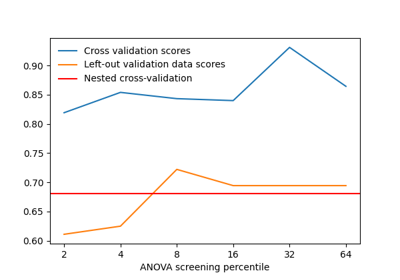 Cross validation scores
Left-out validation data scores
Nested cross-validation
0.90
0.85
0.80
0.75
0.70
0.65
0.60
2 4 8 16 32 64
ANOVA screening percentile